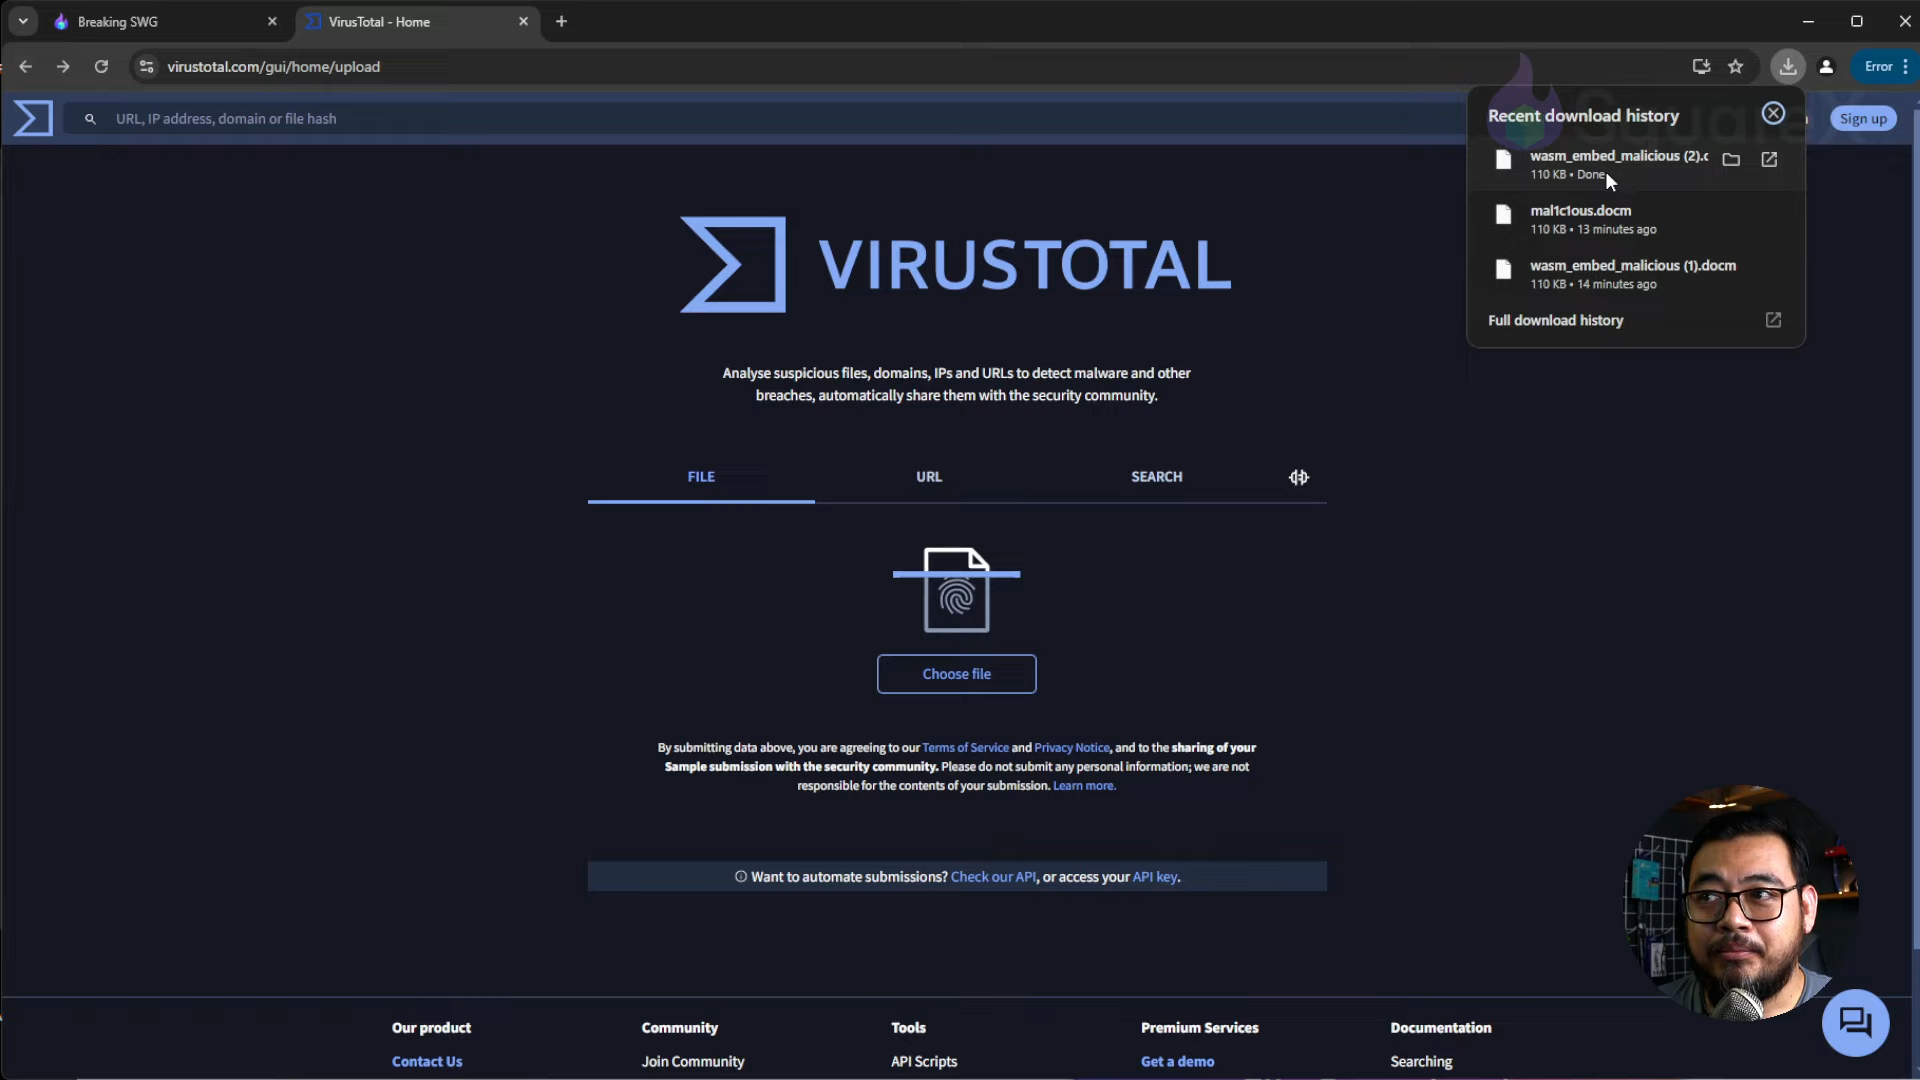 Breaking SWG
VirusTotal - Home
virustotal.com/gui/home/upload
Error
URL, IP address, domain or file hash
Sign up
Recent download history
wasm_embed_malicious (2).c
110 KB • Done
mal1c1ous.docm
110 KB • 13 minutes ago
wasm_embed_malicious (1).docm
110 KB • 14 minutes ago
Full download history
VIRUSTOTAL
Analyse suspicious files, domains, IPs and URLs to detect malware and other
breaches, automatically share them with the security community.
FILE
URL
SEARCH
Choose file
By submitting data above, you are agreeing to our Terms of Service and Privacy Notice, and to the sharing of your
Sample submission with the security community. Please do not submit any personal information; we are not
responsible for the contents of your submission. Learn more.
Want to automate submissions? Check our API, or access your API key.
Our product
Community
Tools
Premium Services
Documentation
Contact Us
Join Community
API Scripts
Get a demo
Searching